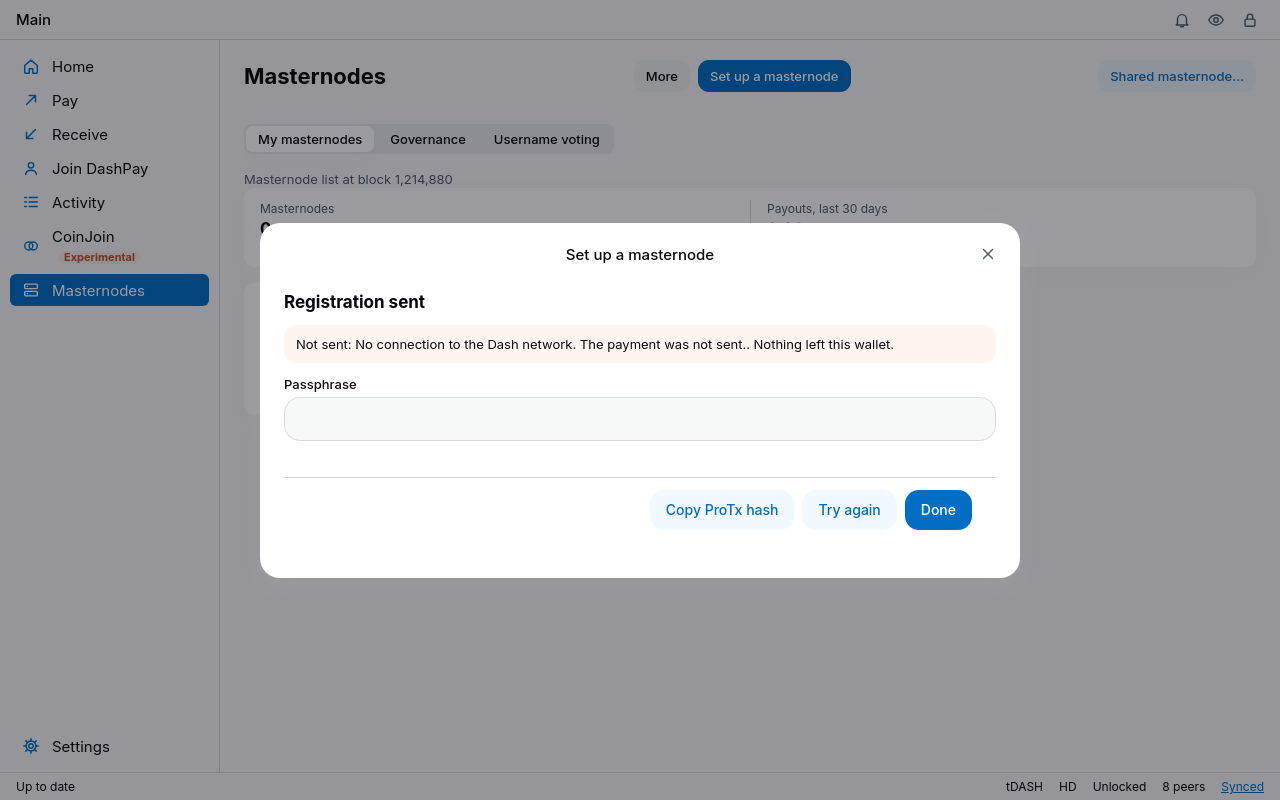 Main
Home
Pay
Receive
Join DashPay
Activity
CoinJoin
Experimental
Masternodes
Settings
Masternodes
More
Set up a masternode
Shared masternode...
My masternodes
Governance
Username voting
Masternode list at block 1,214,880
Masternodes
Payouts, last 30 days
Set up a masternode
Registration sent
Not sent: No connection to the Dash network. The payment was not sent.. Nothing left this wallet.
Passphrase
Copy ProTx hash
Try again
Done
Up to date
tDASH
HD
Unlocked
8 peers
Synced